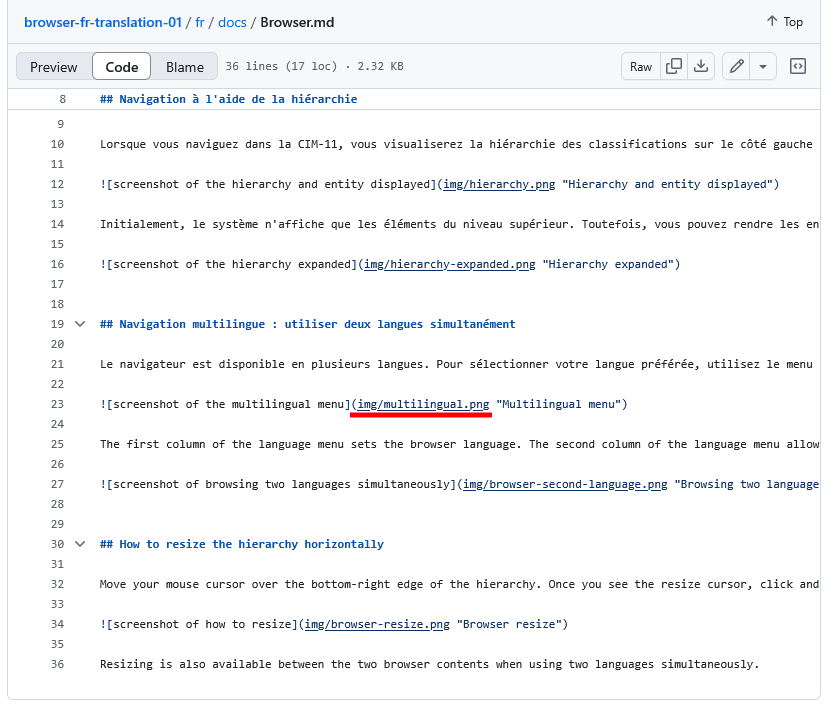 browser-fr-translation-01 / fr / docs / Browser.md
Top
Preview Code Blame 36 lines (17 loc) · 2.32 KB Raw
8 ## Navigation à l'aide de la hiérarchie
9
10 Lorsque vous naviguez dans la CIM-11, vous visualiserez la hiérarchie des classifications sur le côté gauche
11
12 ![screenshot of the hierarchy and entity displayed](img/hierarchy.png "Hierarchy and entity displayed")
13
14 Initialement, le système n'affiche que les éléments du niveau supérieur. Toutefois, vous pouvez rendre les en
15
16 ![screenshot of the hierarchy expanded](img/hierarchy-expanded.png "Hierarchy expanded")
17
18
19 ## Navigation multilingue : utiliser deux langues simultanément
20
21 Le navigateur est disponible en plusieurs langues. Pour sélectionner votre langue préférée, utilisez le menu
22
23 ![screenshot of the multilingual menu](img/multilingual.png "Multilingual menu")
24
25 The first column of the language menu sets the browser language. The second column of the language menu allow
26
27 ![screenshot of browsing two languages simultaneously](img/browser-second-language.png "Browsing two language
28
29
30 ## How to resize the hierarchy horizontally
31
32 Move your mouse cursor over the bottom-right edge of the hierarchy. Once you see the resize cursor, click and
33
34 ![screenshot of how to resize](img/browser-resize.png "Browser resize")
35
36 Resizing is also available between the two browser contents when using two languages simultaneously.